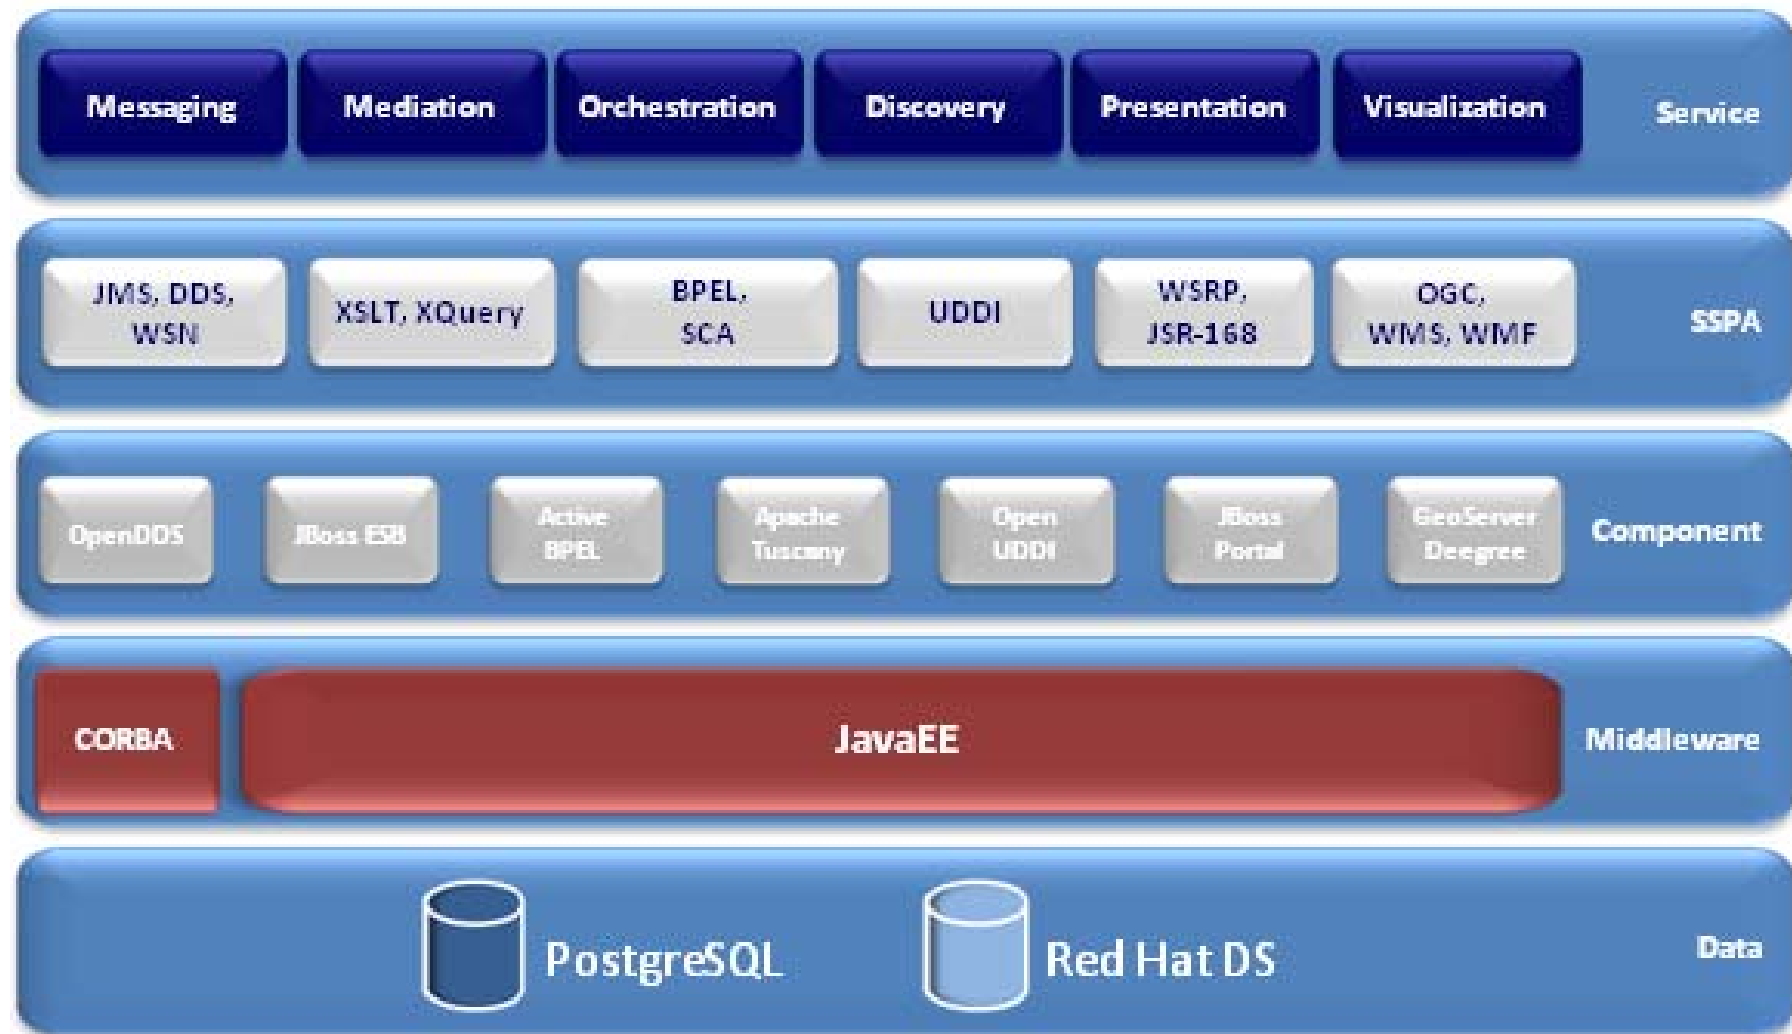 Messaging
Mediation
Orchestration
Discovery
Presentation
Visualization
Service
JMS, DDS,
WSN
XSLT, XQuery
BPEL,
SCA
UDDI
WSRP,
JSR-168
OGC,
WMS, WMF
SSPA
OpenDDS
JBoss ESB
Active
BPEL
Apache
Tuscany
Open
UDDI
JBoss
Portal
GeoServer
Deegree
Component
CORBA
JavaEE
Middleware
PostgreSQL
Red Hat DS
Data